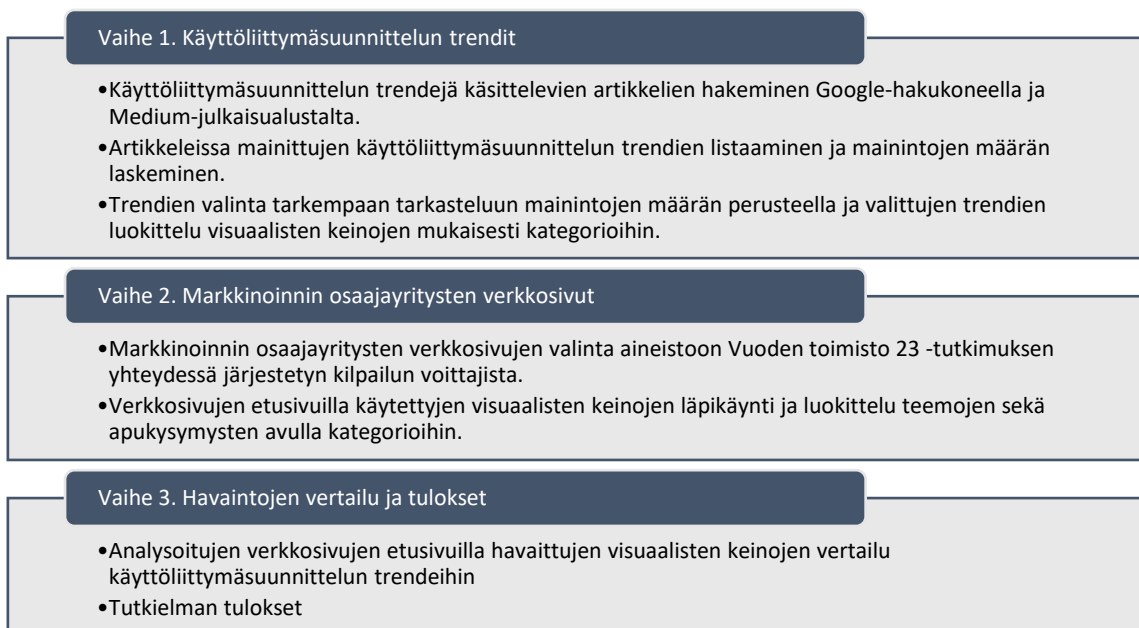 Vaihe 1. Käyttöliittymäsuunnittelun trendit
•Käyttöliittymäsuunnittelun trendejä käsittelevien artikkelien hakeminen Google-hakukoneella ja
Medium-julkaisualustalta.
•Artikkeleissa mainittujen käyttöliittymäsuunnittelun trendien listaaminen ja mainintojen määrän
laskeminen.
•Trendien valinta tarkempaan tarkasteluun mainintojen määrän perusteella ja valittujen trendien
luokittelu visuaalisten keinojen mukaisesti kategorioihin.
Vaihe 2. Markkinoinnin osaajayritysten verkkosivut
•Markkinoinnin osaajayritysten verkkosivujen valinta aineistoon Vuoden toimisto 23 -tutkimuksen
yhteydessä järjestetyn kilpailun voittajista.
•Verkkosivujen etusivuilla käytettyjen visuaalisten keinojen läpikäynti ja luokittelu teemojen sekä
apukysymysten avulla kategorioihin.
Vaihe 3. Havaintojen vertailu ja tulokset
•Analysoitujen verkkosivujen etusivuilla havaittujen visuaalisten keinojen vertailu
käyttöliittymäsuunnittelun trendeihin
•Tutkielman tulokset